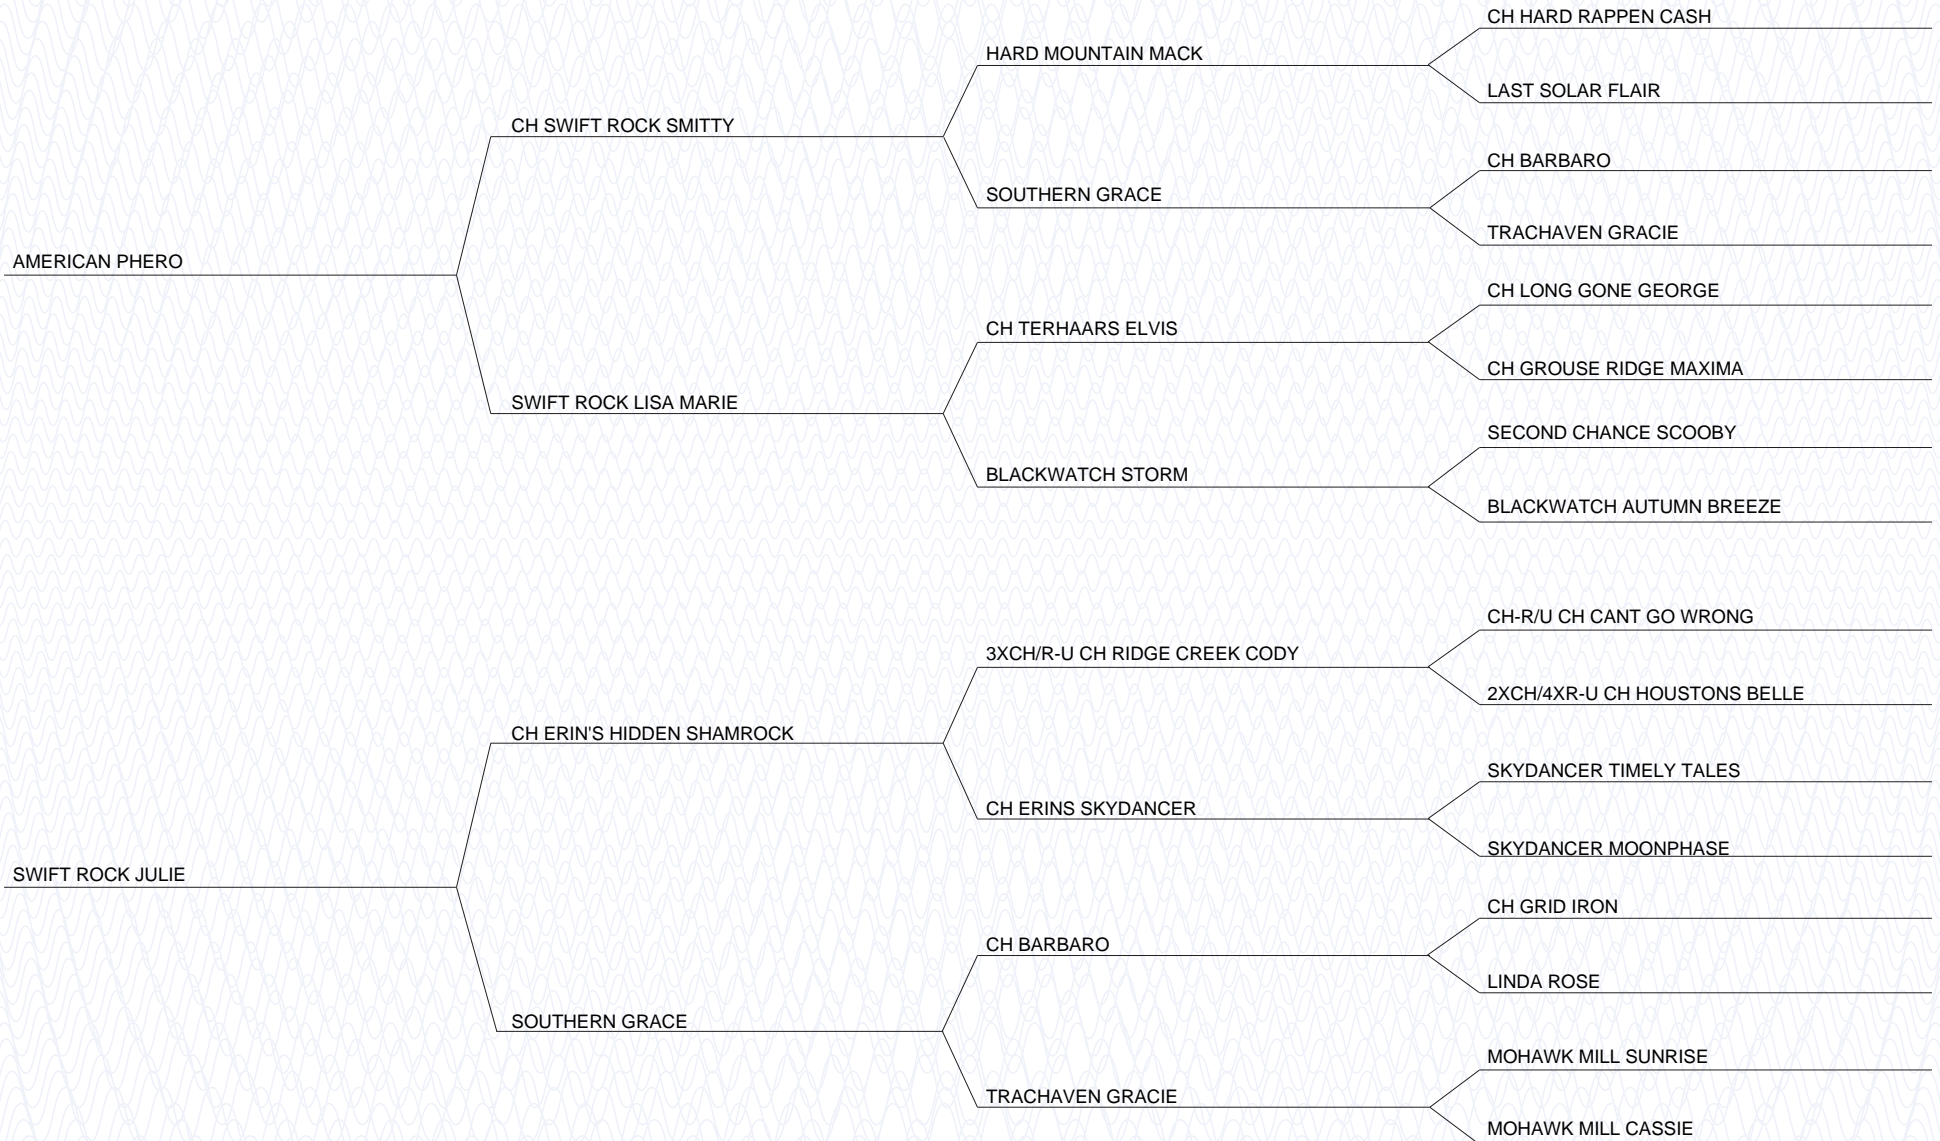 CH HARD RAPPEN CASH
HARD MOUNTAIN MACK
LAST SOLAR FLAIR
CH SWIFT ROCK SMITTY
CH BARBARO
SOUTHERN GRACE
TRACHAVEN GRACIE
AMERICAN PHERO
CH LONG GONE GEORGE
CH TERHAARS ELVIS
CH GROUSE RIDGE MAXIMA
SWIFT ROCK LISA MARIE
SECOND CHANCE SCOOBY
BLACKWATCH STORM
BLACKWATCH AUTUMN BREEZE
CH-R/U CH CANT GO WRONG
3XCH/R-U CH RIDGE CREEK CODY
2XCH/4XR-U CH HOUSTONS BELLE
CH ERIN'S HIDDEN SHAMROCK
SKYDANCER TIMELY TALES
CH ERINS SKYDANCER
SKYDANCER MOONPHASE
SWIFT ROCK JULIE
CH GRID IRON
CH BARBARO
LINDA ROSE
SOUTHERN GRACE
MOHAWK MILL SUNRISE
TRACHAVEN GRACIE
MOHAWK MILL CASSIE